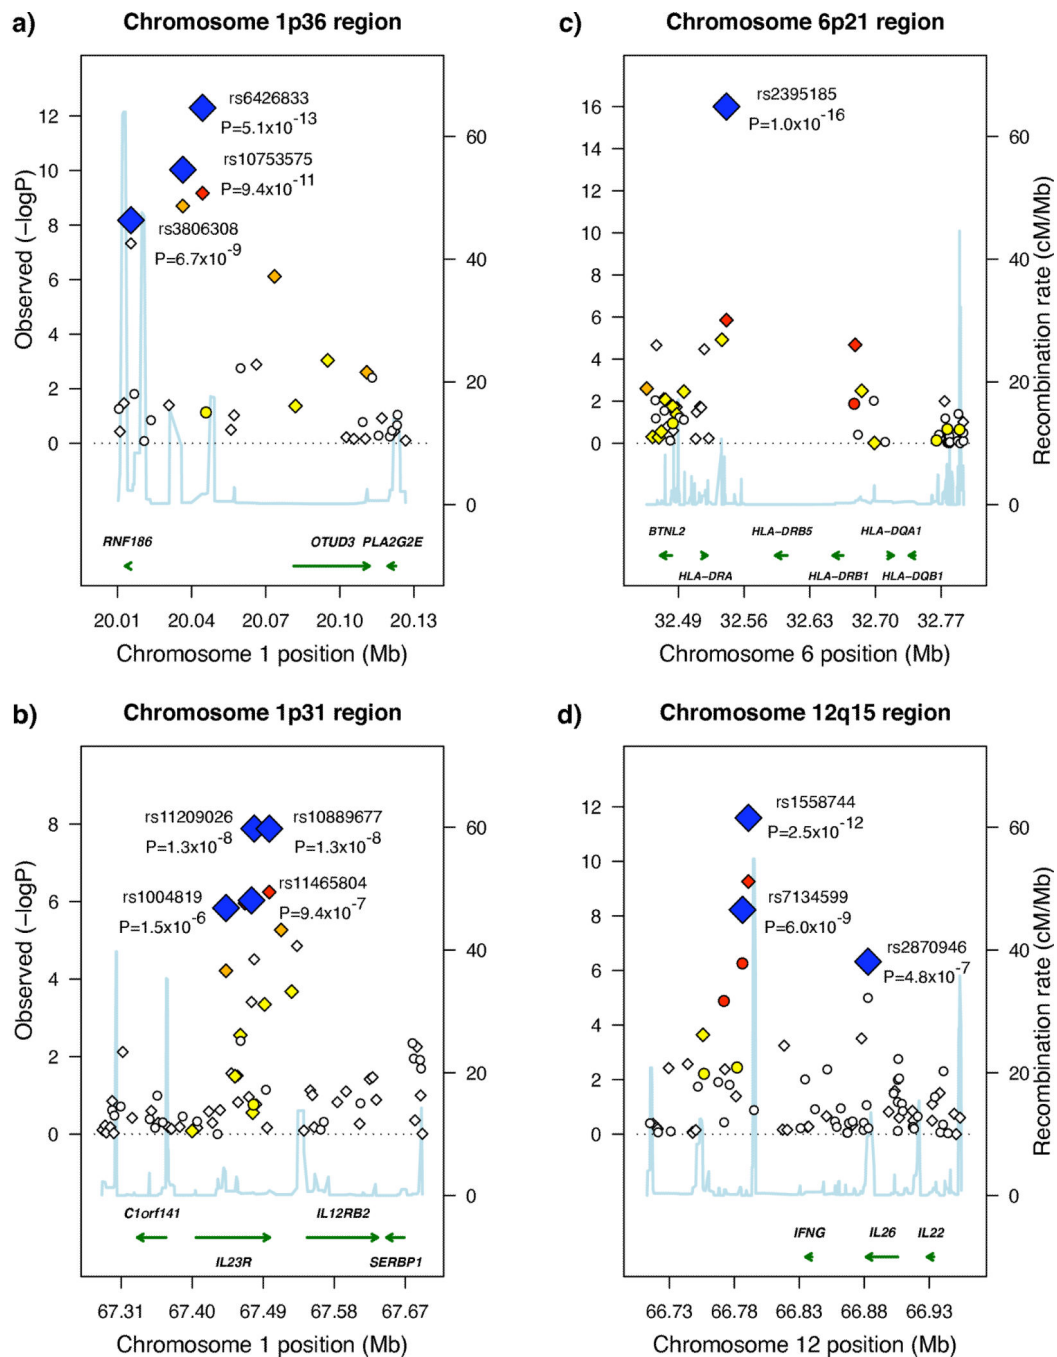 a) Chromosome 1p36 region
Observed (−logP)
12
10
8
6
4
2
0
60
40
20
0
rs6426833
P=5.1x10-13
rs10753575
P=9.4x10-11
rs3806308
P=6.7x10-9
RNF186 OTUD3 PLA2G2E
20.01 20.04 20.07 20.10 20.13
Chromosome 1 position (Mb)
c) Chromosome 6p21 region
16
14
12
10
8
6
4
2
0
60
40
20
0
Recombination rate (cM/Mb)
rs2395185
P=1.0x10-16
BTNL2 HLA−DRB5 HLA−DQA1
HLA−DRA HLA−DRB1 HLA−DQB1
32.49 32.56 32.63 32.70 32.77
Chromosome 6 position (Mb)
b) Chromosome 1p31 region
Observed (−logP)
8
6
4
2
0
60
40
20
0
rs11209026 rs10889677
P=1.3x10-8 P=1.3x10-8
rs1004819 rs11465804
P=1.5x10-6 P=9.4x10-7
C1orf141 IL12RB2
IL23R SERBP1
67.31 67.40 67.49 67.58 67.67
Chromosome 1 position (Mb)
d) Chromosome 12q15 region
12
10
8
6
4
2
0
60
40
20
0
Recombination rate (cM/Mb)
rs1558744
P=2.5x10-12
rs7134599
P=6.0x10-9
rs2870946
P=4.8x10-7
IFNG IL26 IL22
66.73 66.78 66.83 66.88 66.93
Chromosome 12 position (Mb)